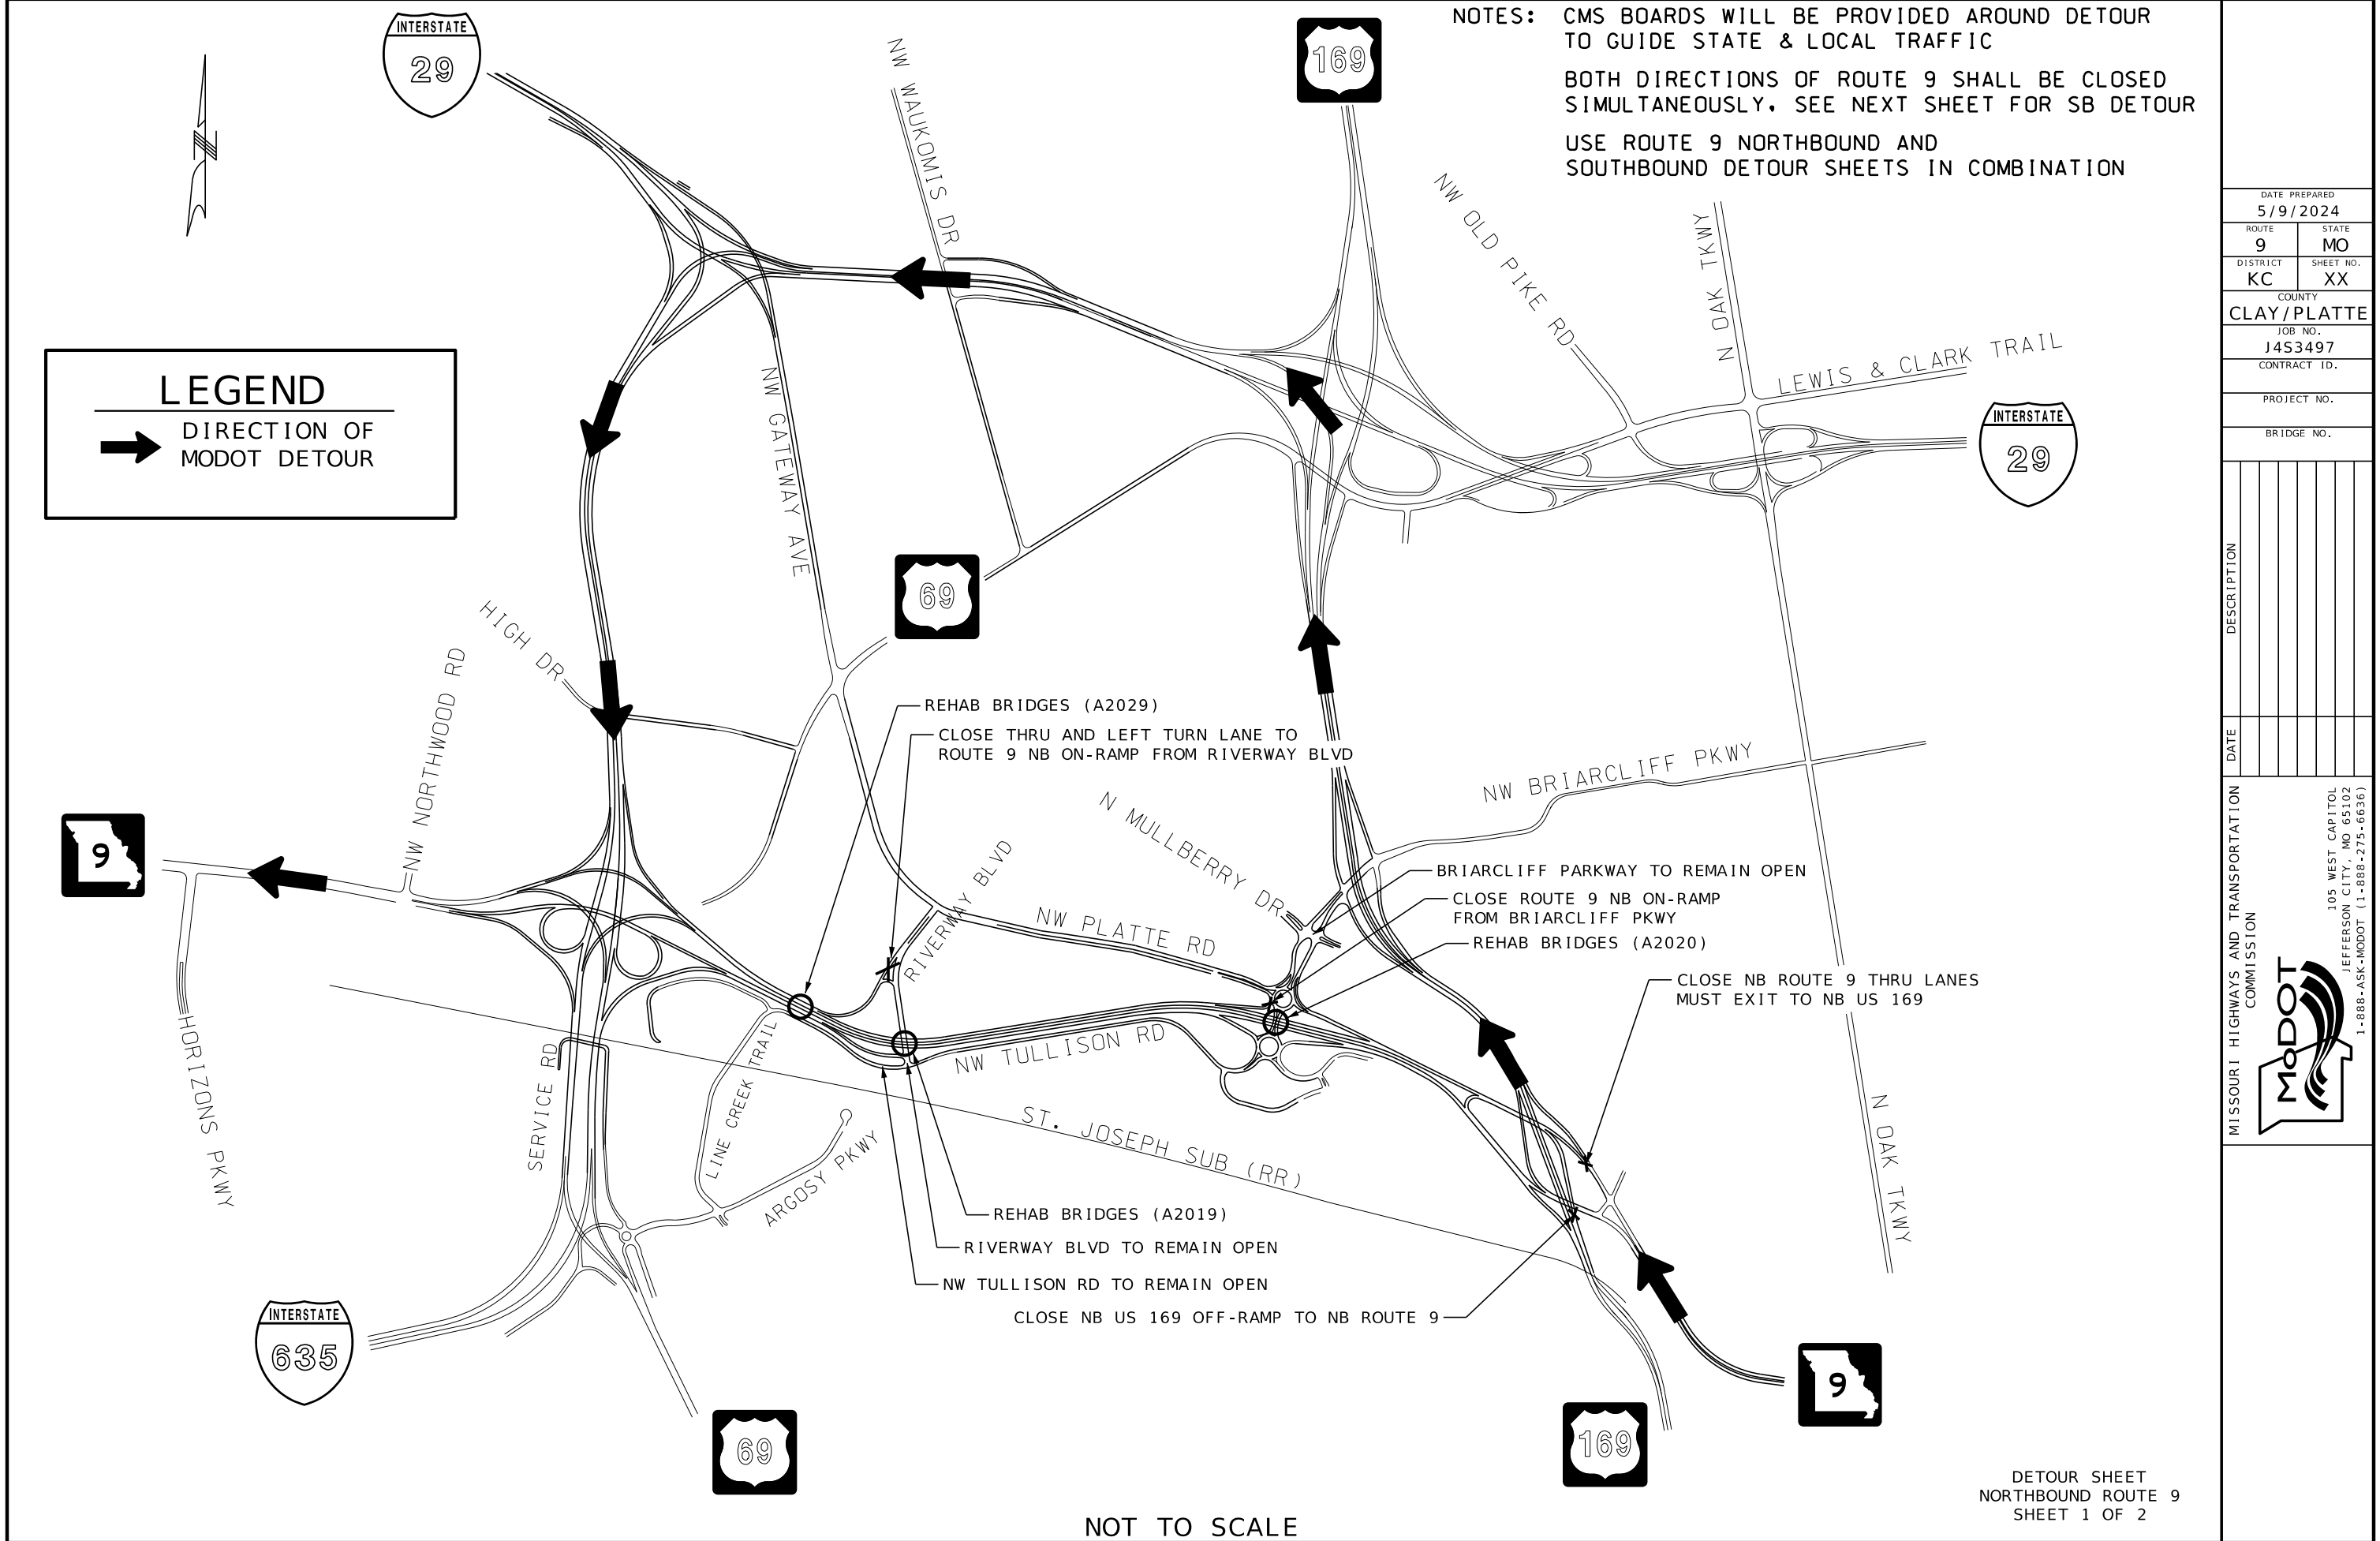 NOTES: CMS BOARDS WILL BE PROVIDED AROUND DETOUR
TO GUIDE STATE & LOCAL TRAFFIC
BOTH DIRECTIONS OF ROUTE 9 SHALL BE CLOSED
SIMULTANEOUSLY. SEE NEXT SHEET FOR SB DETOUR
USE ROUTE 9 NORTHBOUND AND
SOUTHBOUND DETOUR SHEETS IN COMBINATION
INTERSTATE
29
169
N
NW WAUKOMIS DR
NW OLD PIKE RD
N OAK TKWY
LEWIS & CLARK TRAIL
INTERSTATE
29
LEGEND
DIRECTION OF
MODOT DETOUR
NW GATEWAY AVE
69
HIGH DR
NW NORTHWOOD RD
REHAB BRIDGES (A2029)
CLOSE THRU AND LEFT TURN LANE TO
ROUTE 9 NB ON-RAMP FROM RIVERWAY BLVD
NW BRIARCLIFF PKWY
N MULLBERRY DR
9
RIVERWAY BLVD
NW PLATTE RD
BRIARCLIFF PARKWAY TO REMAIN OPEN
CLOSE ROUTE 9 NB ON-RAMP
FROM BRIARCLIFF PKWY
REHAB BRIDGES (A2020)
CLOSE NB ROUTE 9 THRU LANES
MUST EXIT TO NB US 169
HORIZONS PKWY
SERVICE RD
LINE CREEK TRAIL
ARGOSY PKWY
NW TULLISON RD
ST. JOSEPH SUB (RR)
N OAK TKWY
REHAB BRIDGES (A2019)
RIVERWAY BLVD TO REMAIN OPEN
NW TULLISON RD TO REMAIN OPEN
CLOSE NB US 169 OFF-RAMP TO NB ROUTE 9
INTERSTATE
635
69
169
9
NOT TO SCALE
DETOUR SHEET
NORTHBOUND ROUTE 9
SHEET 1 OF 2
DATE PREPARED
5/9/2024
ROUTE
9
STATE
MO
DISTRICT
KC
SHEET NO.
XX
COUNTY
CLAY/PLATTE
JOB NO.
J4S3497
CONTRACT ID.
PROJECT NO.
BRIDGE NO.
DESCRIPTION
DATE
MISSOURI HIGHWAYS AND TRANSPORTATION
COMMISSION
MoDOT
105 WEST CAPITOL
JEFFERSON CITY, MO 65102
1-888-ASK-MODOT (1-888-275-6636)